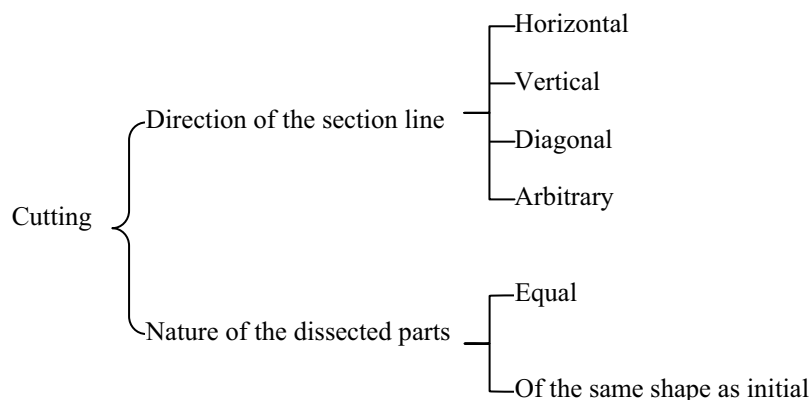 Cutting
Direction of the section line
Horizontal
Vertical
Diagonal
Arbitrary
Nature of the dissected parts
Equal
Of the same shape as initial